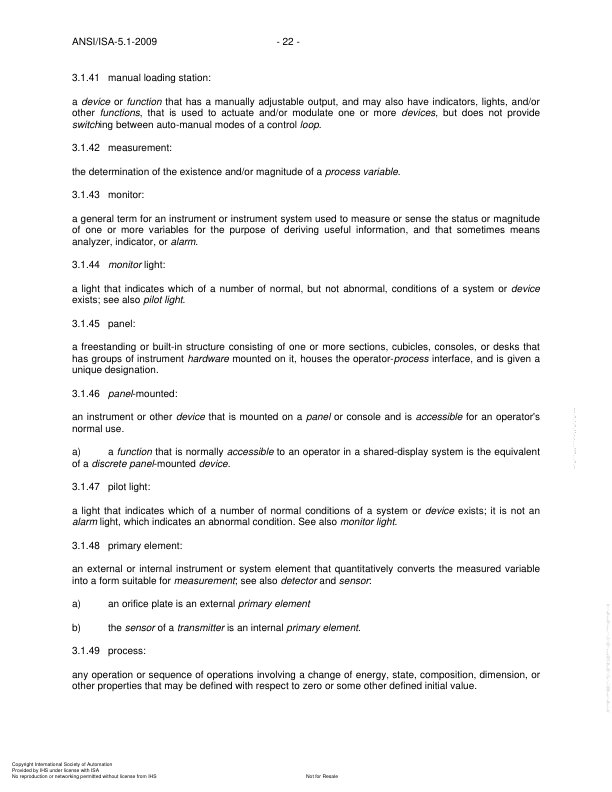 ANSI/ISA-5.1-2009 - 22 -
3.1.41 manual loading station:
a device or function that has a manually adjustable output, and may also have indicators, lights, and/or
other functions, that is used to actuate and/or modulate one or more devices, but does not provide
switching between auto-manual modes of a control loop.
3.1.42 measurement:
the determination of the existence and/or magnitude of a process variable.
3.1.43 monitor:
a general term for an instrument or instrument system used to measure or sense the status or magnitude
of one or more variables for the purpose of deriving useful information, and that sometimes means
analyzer, indicator, or alarm.
3.1.44 monitor light:
a light that indicates which of a number of normal, but not abnormal, conditions of a system or device
exists; see also pilot light.
3.1.45 panel:
a freestanding or built-in structure consisting of one or more sections, cubicles, consoles, or desks that
has groups of instrument hardware mounted on it, houses the operator-process interface, and is given a
unique designation.
3.1.46 panel-mounted:
an instrument or other device that is mounted on a panel or console and is accessible for an operator's
normal use.
a) a function that is normally accessible to an operator in a shared-display system is the equivalent
of a discrete panel-mounted device.
3.1.47 pilot light:
a light that indicates which of a number of normal conditions of a system or device exists; it is not an
alarm light, which indicates an abnormal condition. See also monitor light.
3.1.48 primary element:
an external or internal instrument or system element that quantitatively converts the measured variable
into a form suitable for measurement; see also detector and sensor:
a) an orifice plate is an external primary element
b) the sensor of a transmitter is an internal primary element.
3.1.49 process:
any operation or sequence of operations involving a change of energy, state, composition, dimension, or
other properties that may be defined with respect to zero or some other defined initial value.
Copyright International Society of Automation
Provided by IHS under license with ISA
No reproduction or networking permitted without license from IHS Not for Resale